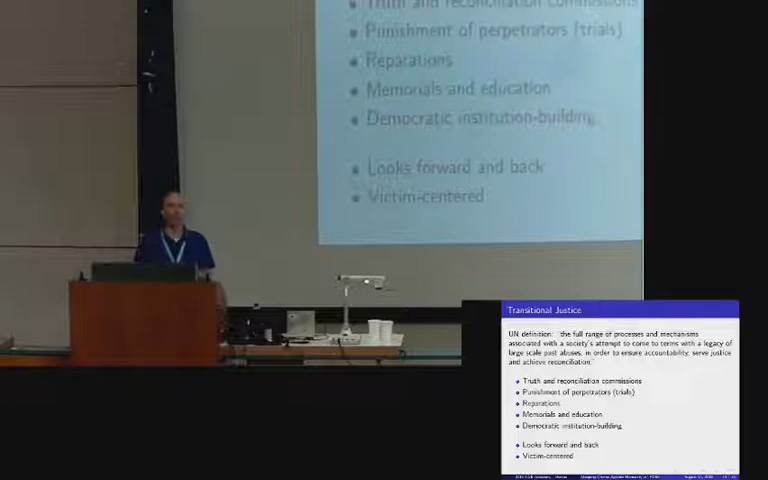 Truth and reconciliation commissions
Punishment of perpetrators (trials)
Reparations
Memorials and education
Democratic institution-building
Looks forward and back
Victim-centered
Transitional Justice
UN definition: "the full range of processes and mechanisms
associated with a society's attempt to come to terms with a legacy of
large scale past abuses, in order to ensure accountability, serve justice
and achieve reconciliation."
Truth and reconciliation commissions
Punishment of perpetrators (trials)
Reparations
Memorials and education
Democratic institution-building
Looks forward and back
Victim-centered